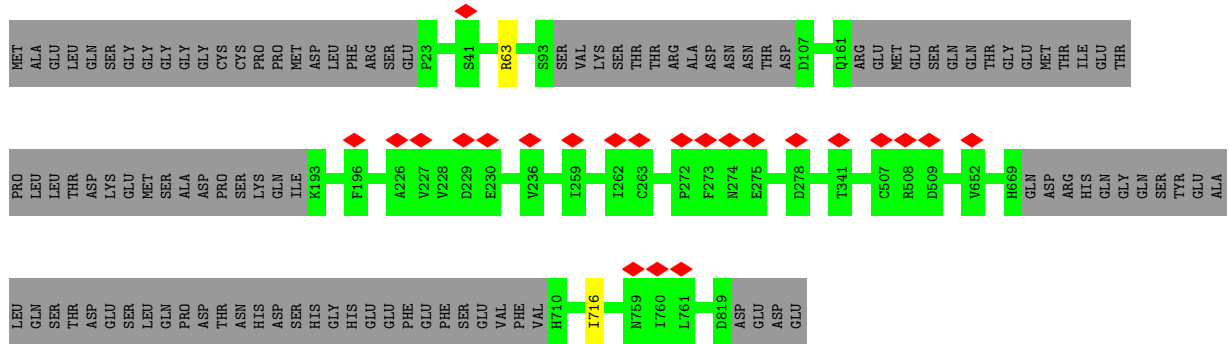 MET ALA GLU LEU GLN SER GLY GLY GLY GLY GLY CYS CYS PRO PRO MET ASP LEU PHE ARG SER GLU P23 S41 R63 S93 SER VAL LYS SER THR THR ARG ALA ASP ASN ASN THR ASP D107 Q161 ARG GLU MET GLU SER GLN GLN THR GLY GLU MET THR ILE GLU THR
PRO LEU LEU THR ASP LYS GLU MET SER ALA ASP PRO SER LYS GLN ILE K193 F196 A226 V227 V228 D229 E230 V236 I259 I262 C263 P272 F273 N274 E275 D278 T341 C507 R508 D509 V652 H669 GLN ASP ARG HIS GLN GLY GLN SER TYR GLU ALA
LEU GLN SER THR ASP GLU SER LEU GLN PRO ASP THR ASN HIS ASP SER HIS GLY HIS GLU GLU PHE GLU PHE SER GLU VAL PHE VAL H710 I716 N759 I760 L761 D819 ASP GLU ASP GLU